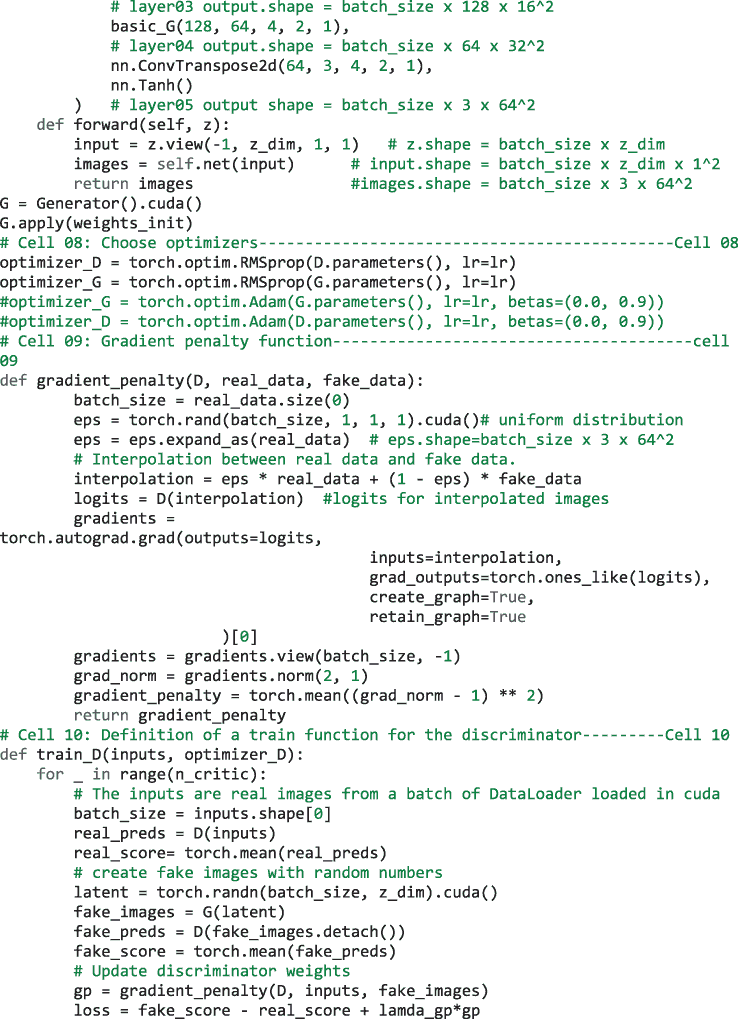 # layer03 output.shape = batch_size x 128 x 16^2
basic_G(128, 64, 4, 2, 1),
# layer04 output.shape = batch_size x 64 x 32^2
nn.ConvTranspose2d(64, 3, 4, 2, 1),
nn.Tanh()
)   # layer05 output shape = batch_size x 3 x 64^2
def forward(self, z):
input = z.view(-1, z_dim, 1, 1)   # z.shape = batch_size x z_dim
images = self.net(input)      # input.shape = batch_size x z_dim x 1^2
return images                 #images.shape = batch_size x 3 x 64^2
G = Generator().cuda()
G.apply(weights_init)
# Cell 08: Choose optimizers---------------------------------------------Cell 08
optimizer_D = torch.optim.RMSprop(D.parameters(), lr=lr)
optimizer_G = torch.optim.RMSprop(G.parameters(), lr=lr)
#optimizer_G = torch.optim.Adam(G.parameters(), lr=lr, betas=(0.0, 0.9))
#optimizer_D = torch.optim.Adam(D.parameters(), lr=lr, betas=(0.0, 0.9))
# Cell 09: Gradient penalty function---------------------------------------cell
09
def gradient_penalty(D, real_data, fake_data):
batch_size = real_data.size(0)
eps = torch.rand(batch_size, 1, 1, 1).cuda()# uniform distribution
eps = eps.expand_as(real_data)  # eps.shape=batch_size x 3 x 64^2
# Interpolation between real data and fake data.
interpolation = eps * real_data + (1 - eps) * fake_data
logits = D(interpolation)  #logits for interpolated images
gradients =
torch.autograd.grad(outputs=logits,
inputs=interpolation,
grad_outputs=torch.ones_like(logits),
create_graph=True,
retain_graph=True
)[0]
gradients = gradients.view(batch_size, -1)
grad_norm = gradients.norm(2, 1)
gradient_penalty = torch.mean((grad_norm - 1) ** 2)
return gradient_penalty
# Cell 10: Definition of a train function for the discriminator---------Cell 10
def train_D(inputs, optimizer_D):
for _ in range(n_critic):
# The inputs are real images from a batch of DataLoader loaded in cuda
batch_size = inputs.shape[0]
real_preds = D(inputs)
real_score= torch.mean(real_preds)
# create fake images with random numbers
latent = torch.randn(batch_size, z_dim).cuda()
fake_images = G(latent)
fake_preds = D(fake_images.detach())
fake_score = torch.mean(fake_preds)
# Update discriminator weights
gp = gradient_penalty(D, inputs, fake_images)
loss = fake_score - real_score + lamda_gp*gp